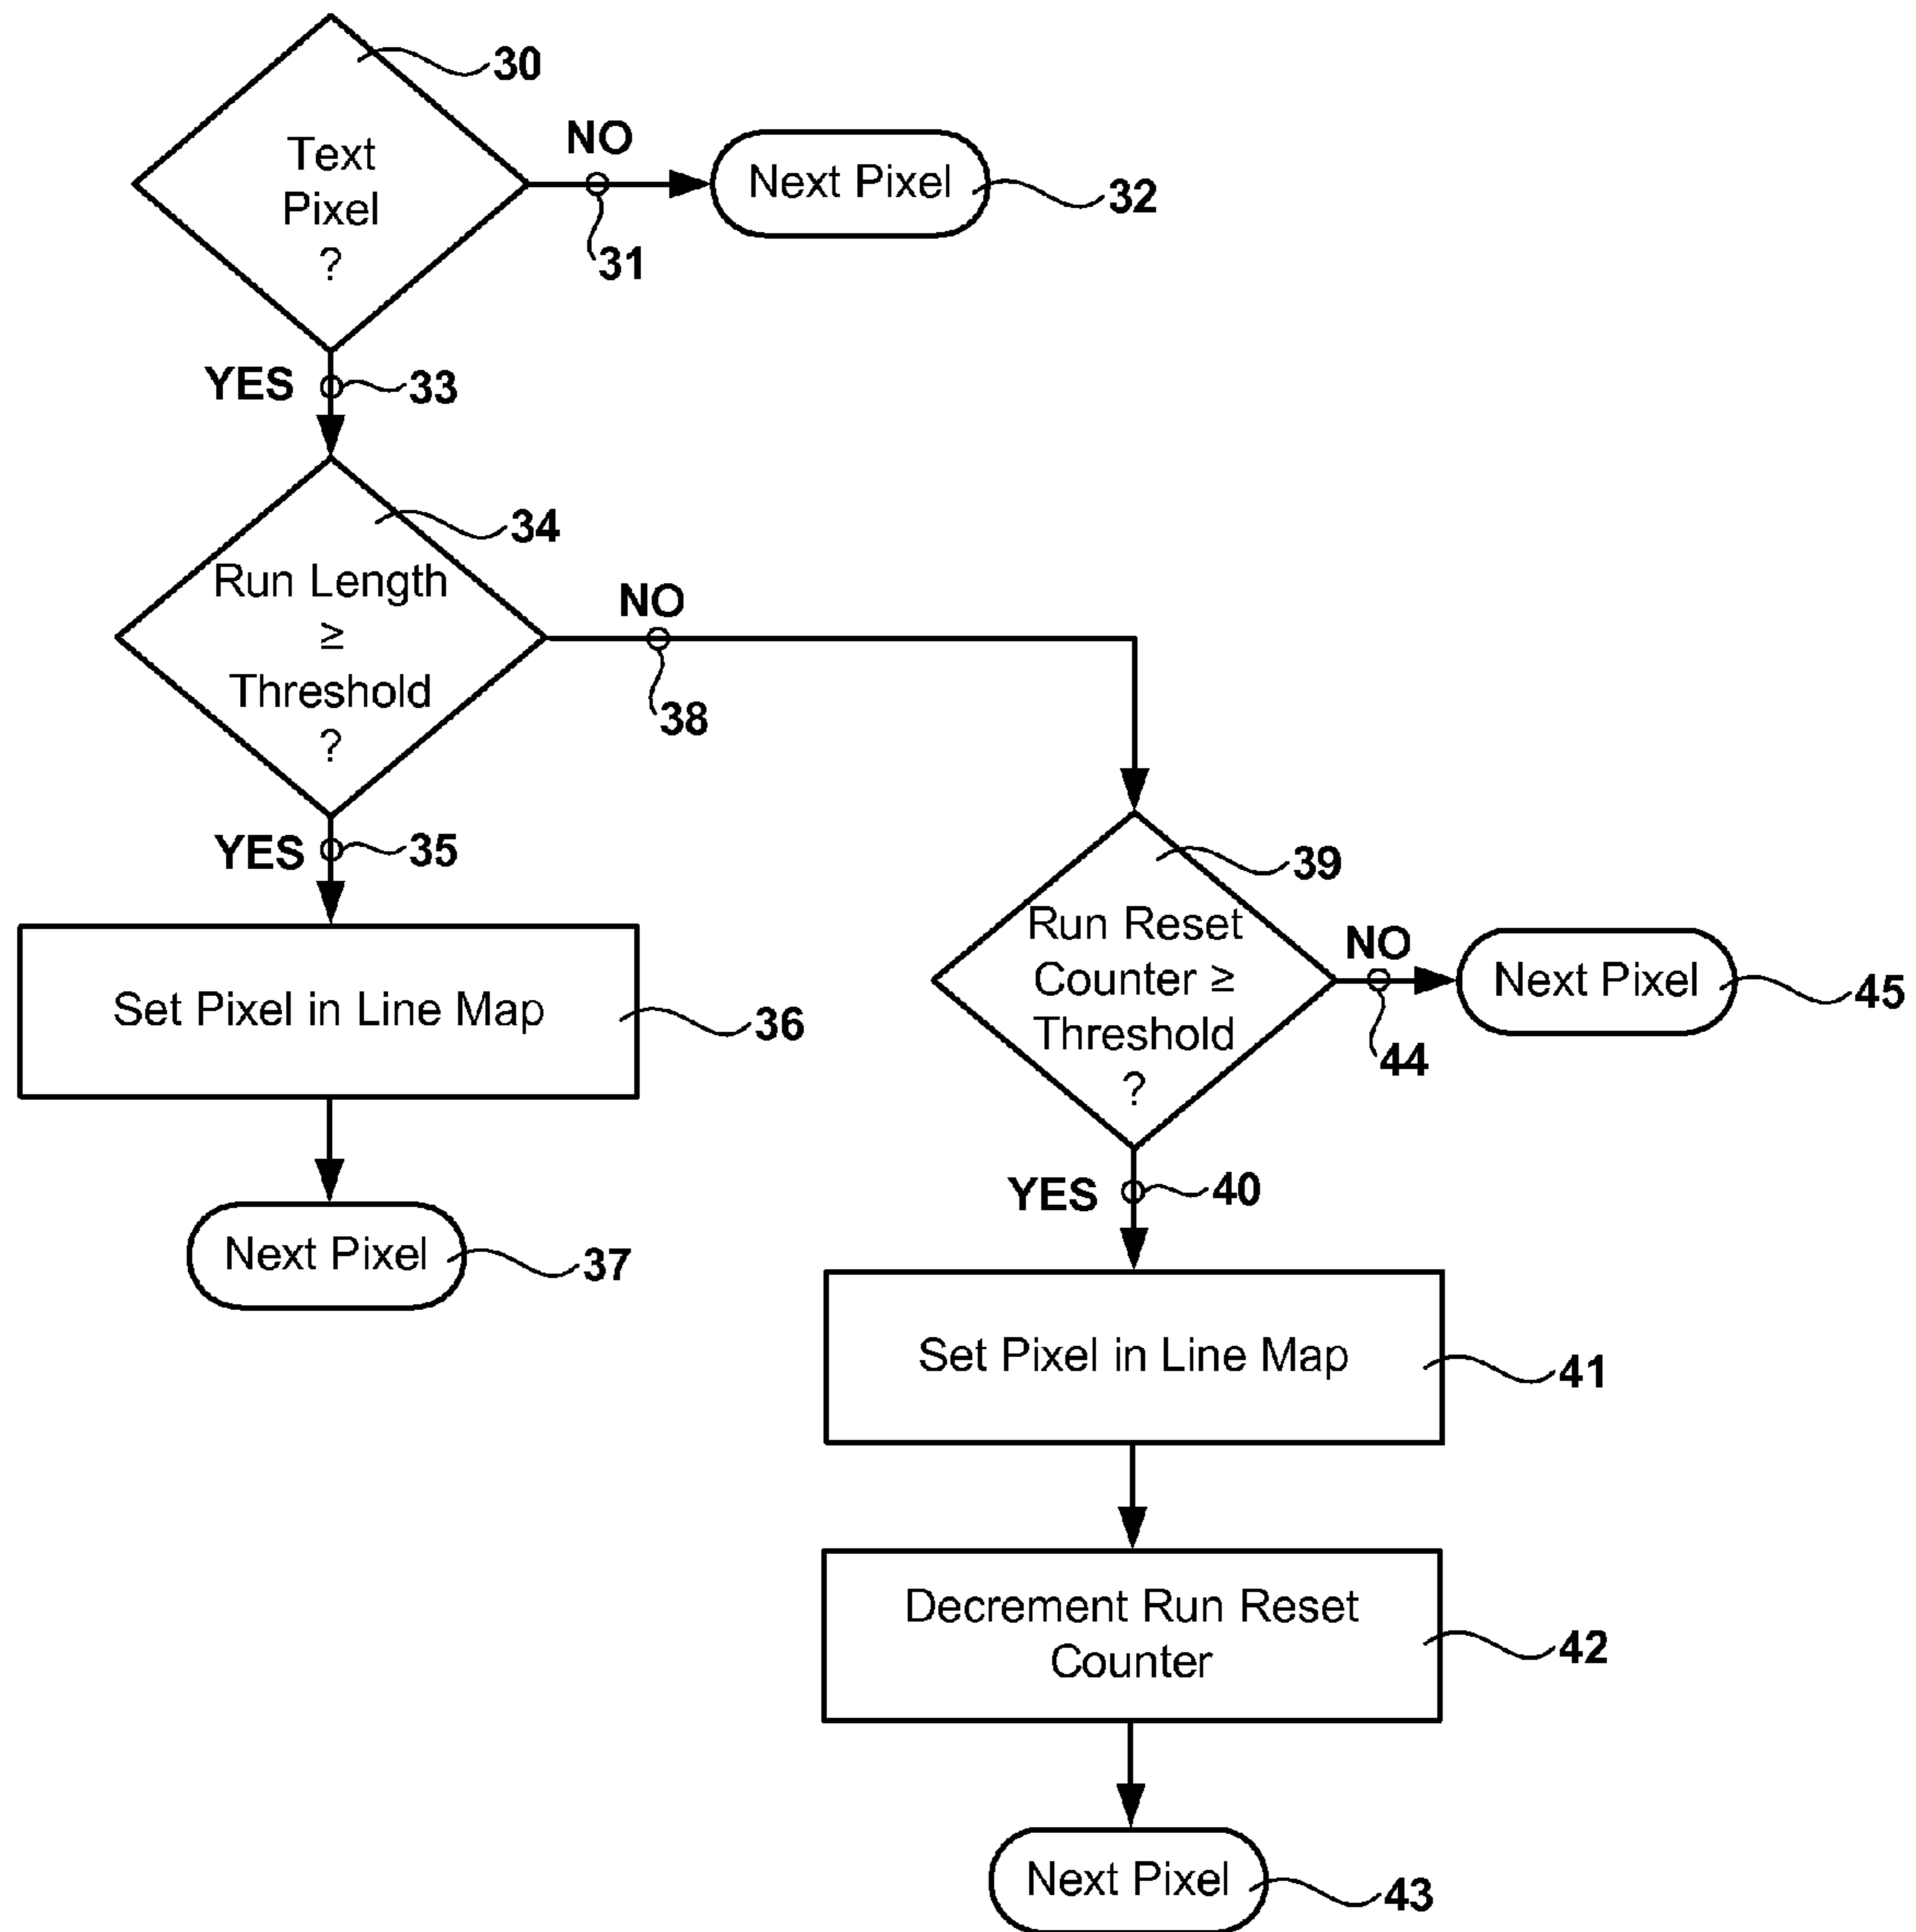 30
Text
Pixel
?
NO
31
Next Pixel
32
YES
33
34
Run Length
≥
Threshold
?
NO
38
YES
35
Set Pixel in Line Map
36
Next Pixel
37
39
Run Reset
Counter ≥
Threshold
?
NO
44
Next Pixel
45
YES
40
Set Pixel in Line Map
41
Decrement Run Reset
Counter
42
Next Pixel
43